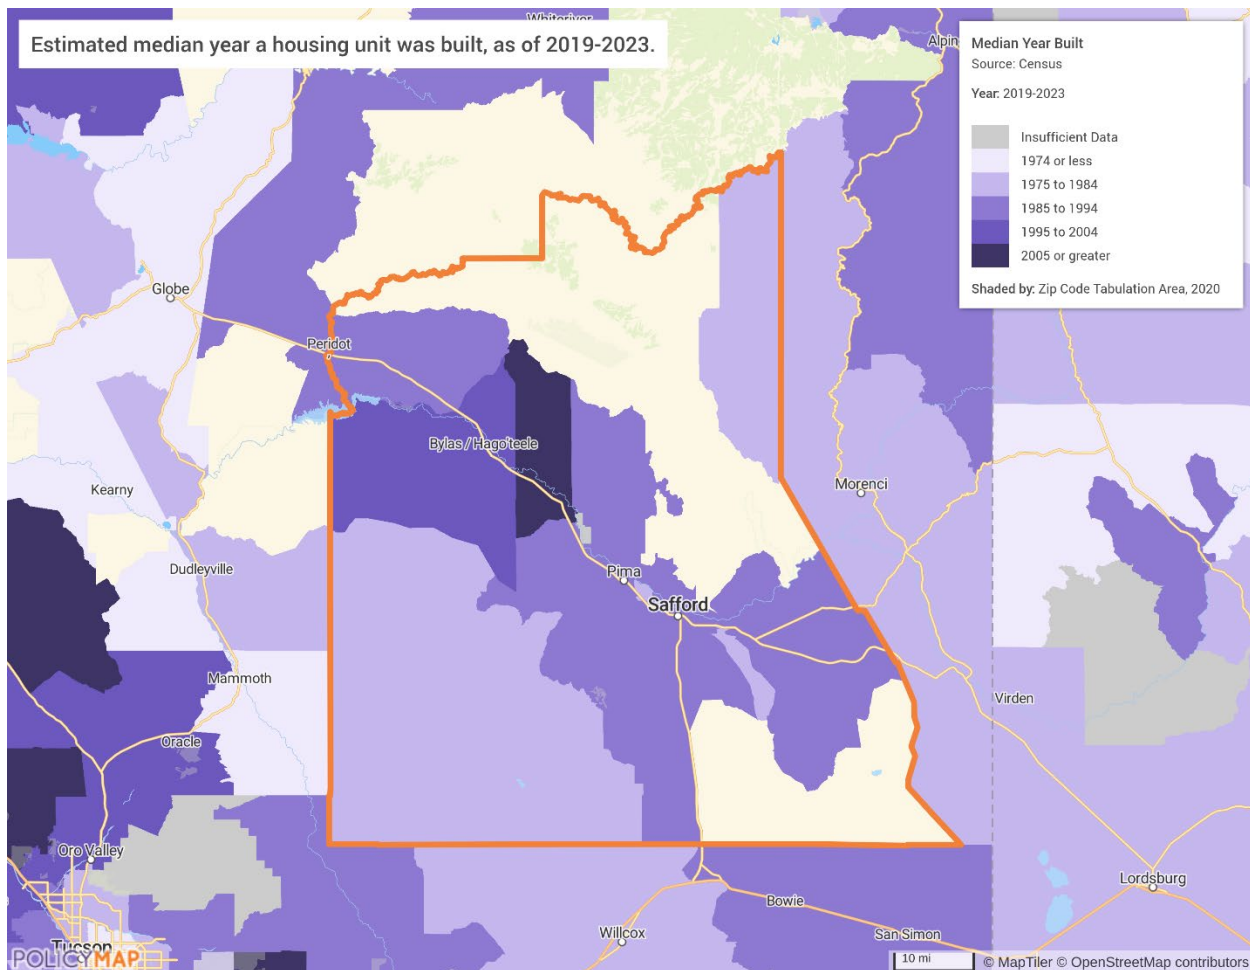 Whiteriver
Estimated median year a housing unit was built, as of 2019-2023.
Alpin
Median Year Built
Source: Census
Year: 2019-2023
Insufficient Data
1974 or less
1975 to 1984
1985 to 1994
1995 to 2004
2005 or greater
Shaded by: Zip Code Tabulation Area, 2020
Globe
Peridot
Bylas / Hago'teele
Kearny
Morenci
Dudleyville
Pima
Safford
Mammoth
Virden
Oracle
Oro Valley
Lordsburg
Bowie
Willcox
San Simon
Tucson
POLICYMAP
10 mi
© MapTiler © OpenStreetMap contributors